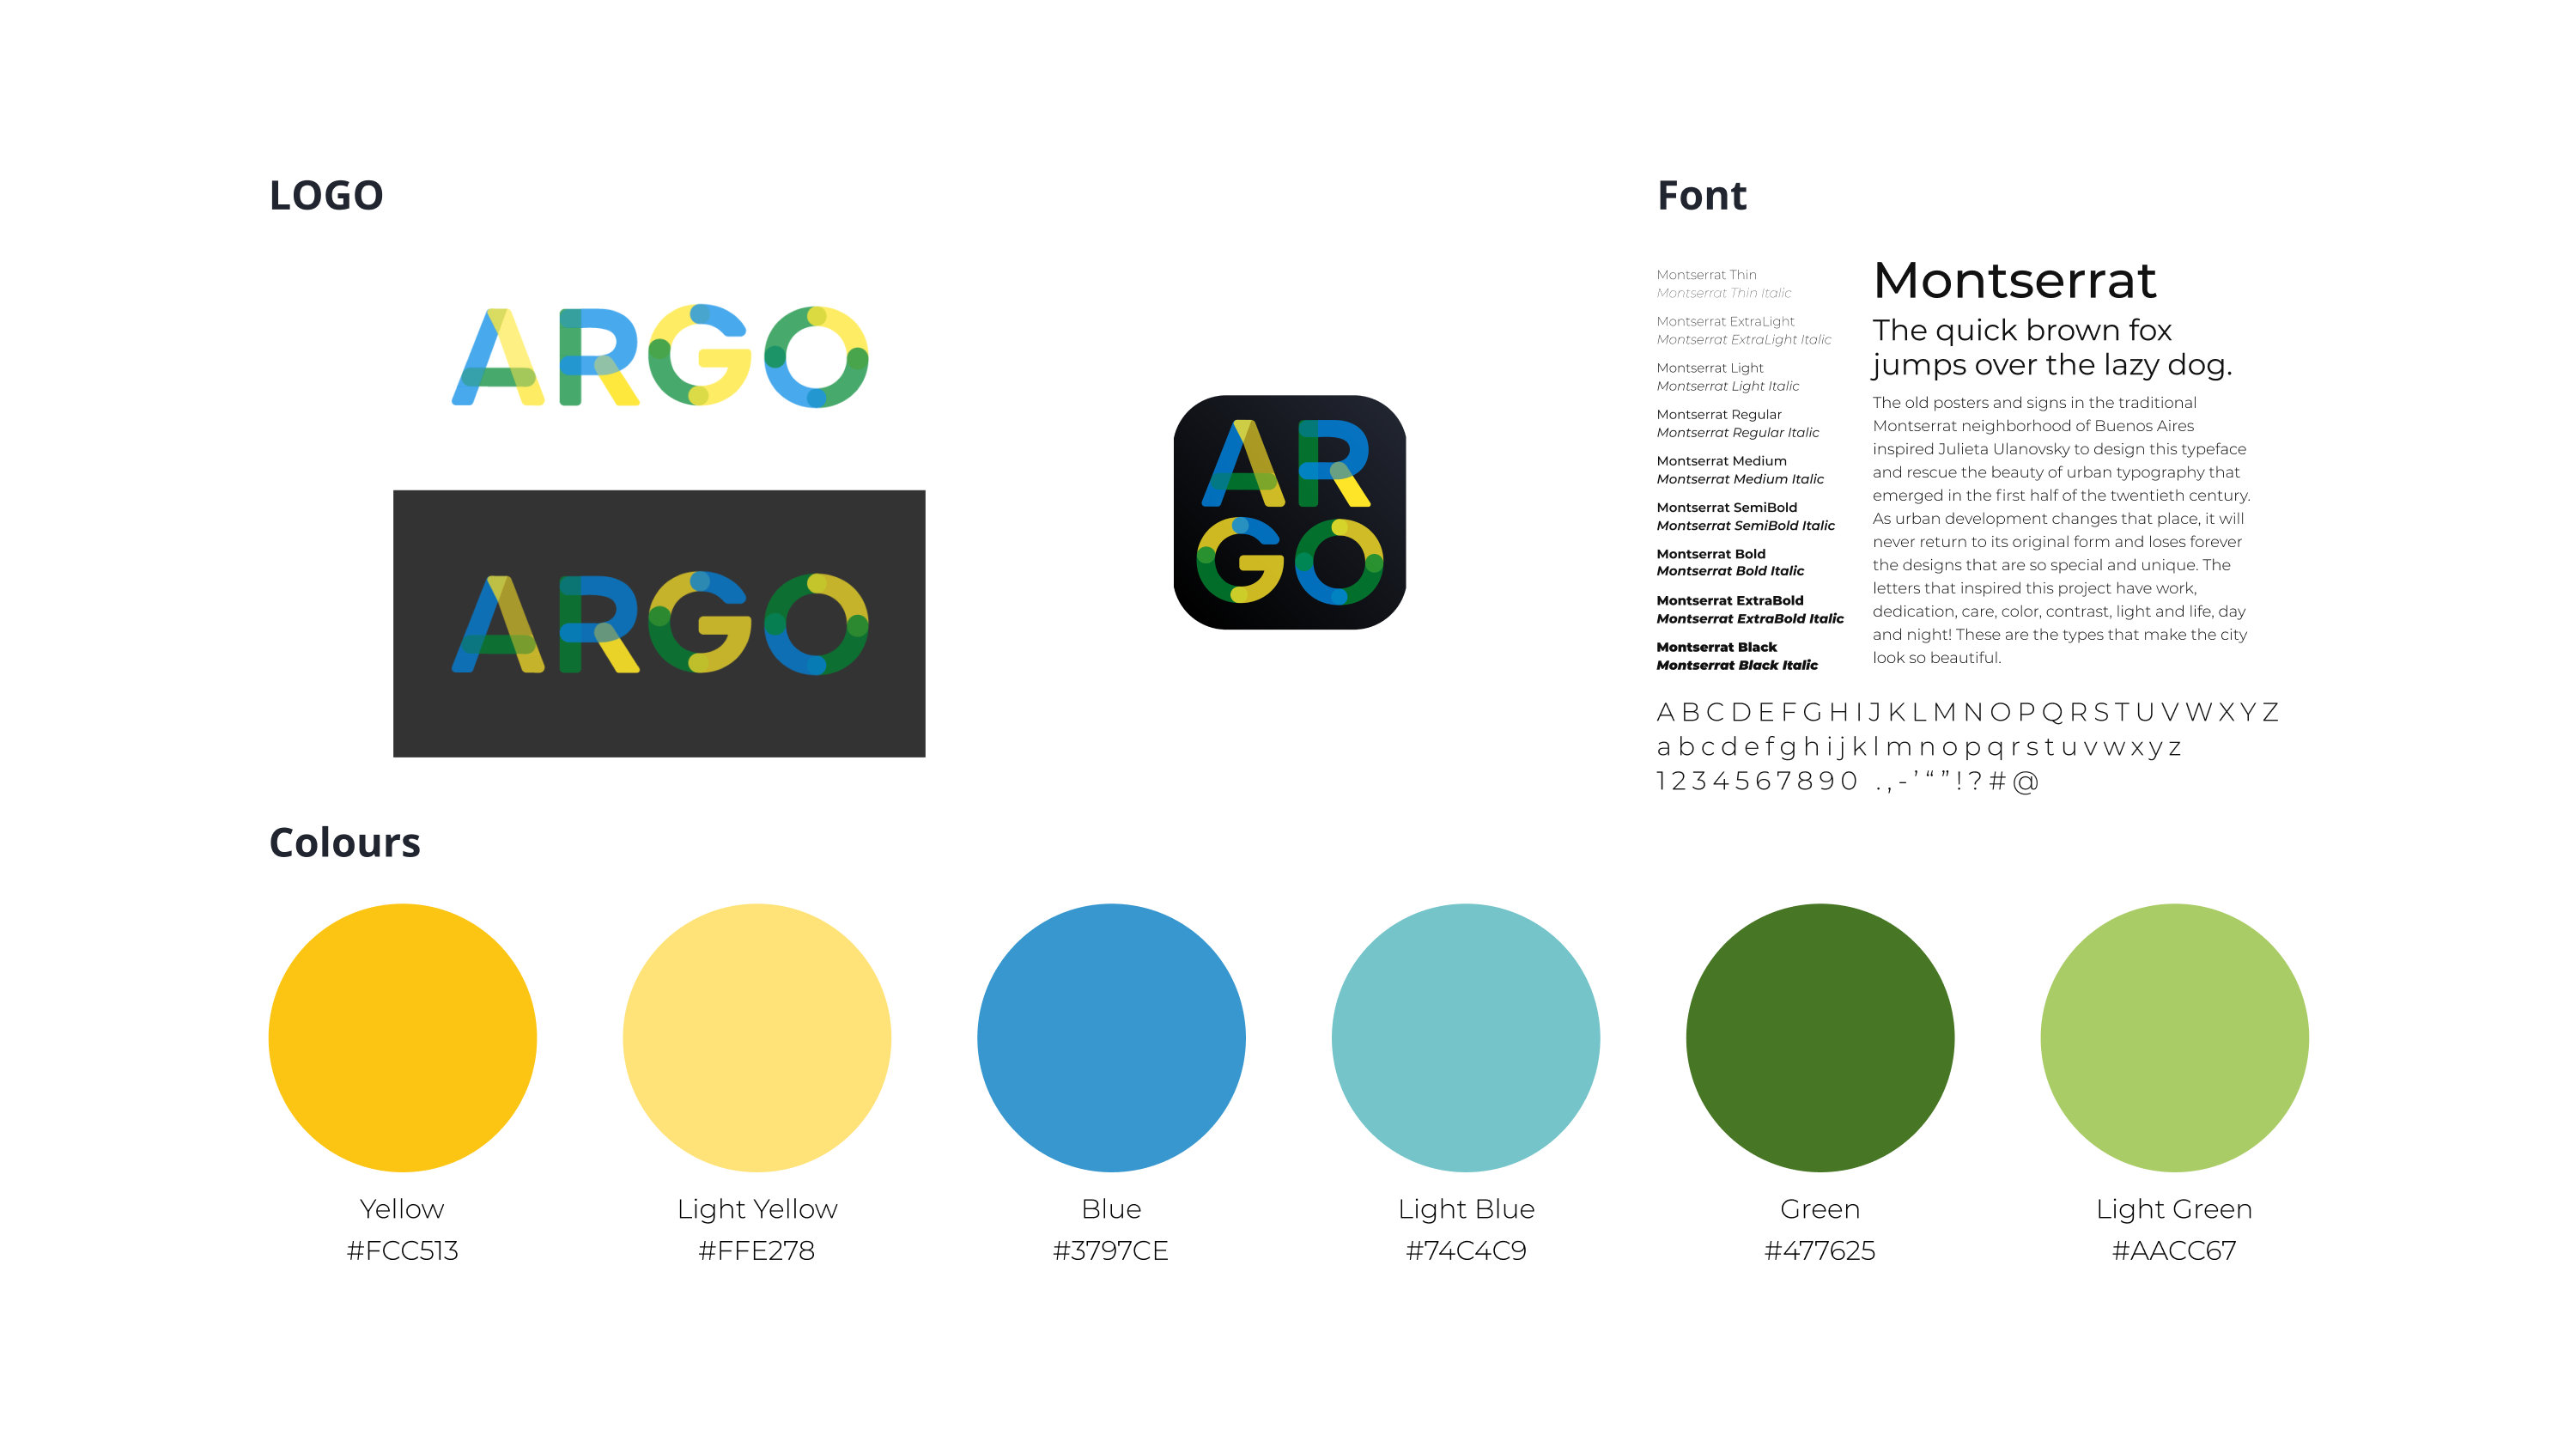 LOGO
ARGO
ARGO
AR
GO
Font
Montserrat Thin
Montserrat Thin Italic
Montserrat ExtraLight
Montserrat ExtraLight Italic
Montserrat Light
Montserrat Light Italic
Montserrat Regular
Montserrat Regular Italic
Montserrat Medium
Montserrat Medium Italic
Montserrat SemiBold
Montserrat SemiBold Italic
Montserrat Bold
Montserrat Bold Italic
Montserrat ExtraBold
Montserrat ExtraBold Italic
Montserrat Black
Montserrat Black Italic
Montserrat
The quick brown fox
jumps over the lazy dog.
The old posters and signs in the traditional
Montserrat neighborhood of Buenos Aires
inspired Julieta Ulanovsky to design this typeface
and rescue the beauty of urban typography that
emerged in the first half of the twentieth century.
As urban development changes that place, it will
never return to its original form and loses forever
the designs that are so special and unique. The
letters that inspired this project have work,
dedication, care, color, contrast, light and life, day
and night! These are the types that make the city
look so beautiful.
A B C D E F G H I J K L M N O P Q R S T U V W X Y Z
a b c d e f g h i j k l m n o p q r s t u v w x y z
1 2 3 4 5 6 7 8 9 0 . , - ’ “ ” ! ? # @
Colours
Yellow
#FCC513
Light Yellow
#FFE278
Blue
#3797CE
Light Blue
#74C4C9
Green
#477625
Light Green
#AACC67